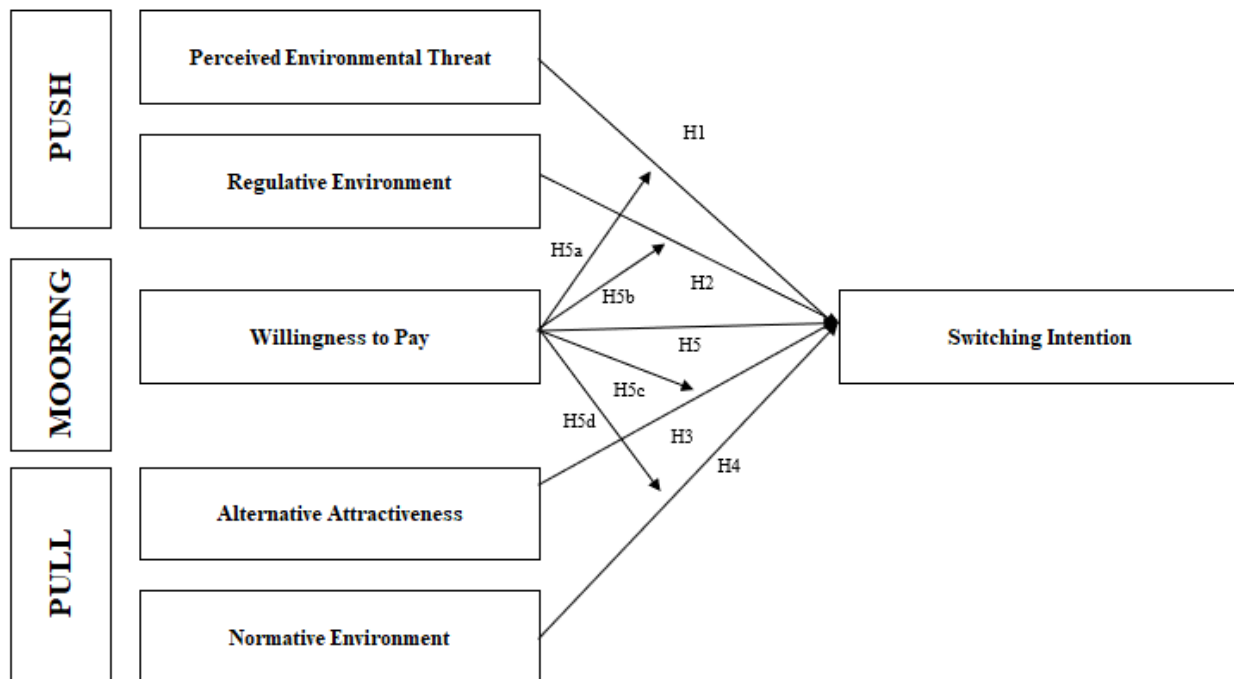 PUSH
Perceived Environmental Threat
H1
Regulative Environment
H5a
H5b
H2
MOORING
Willingness to Pay
H5
Switching Intention
H5c
H5d
H3
H4
PULL
Alternative Attractiveness
Normative Environment